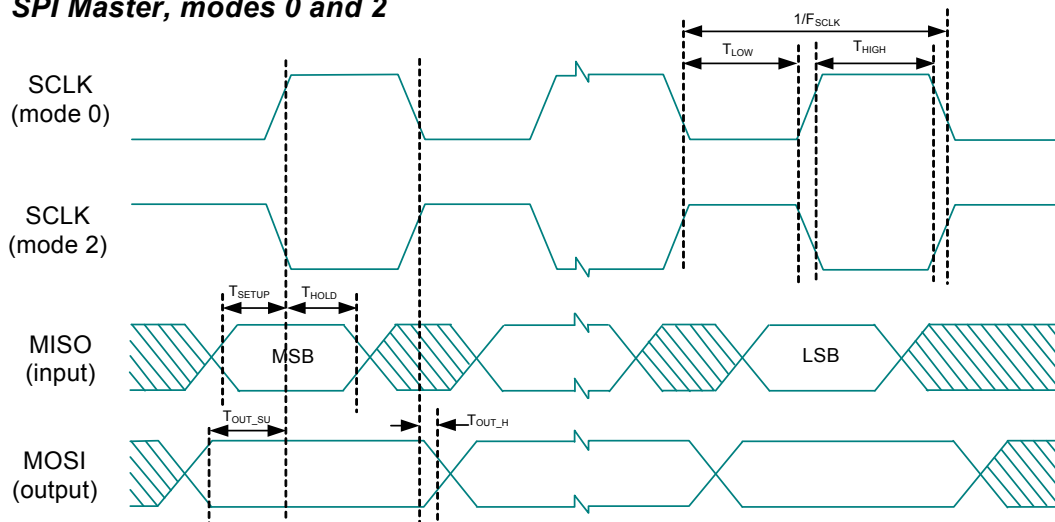 SPI Master, modes 0 and 2
1/FSCLK
TLOW
THIGH
SCLK
(mode 0)
SCLK
(mode 2)
TSETUP
THOLD
MISO
(input)
MSB
LSB
TOUT_SU
TOUT_H
MOSI
(output)